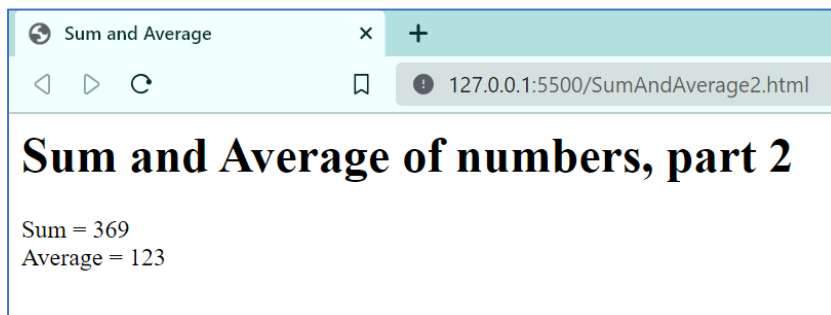 Sum and Average
127.0.0.1:5500/SumAndAverage2.html
Sum and Average of numbers, part 2
Sum = 369
Average = 123